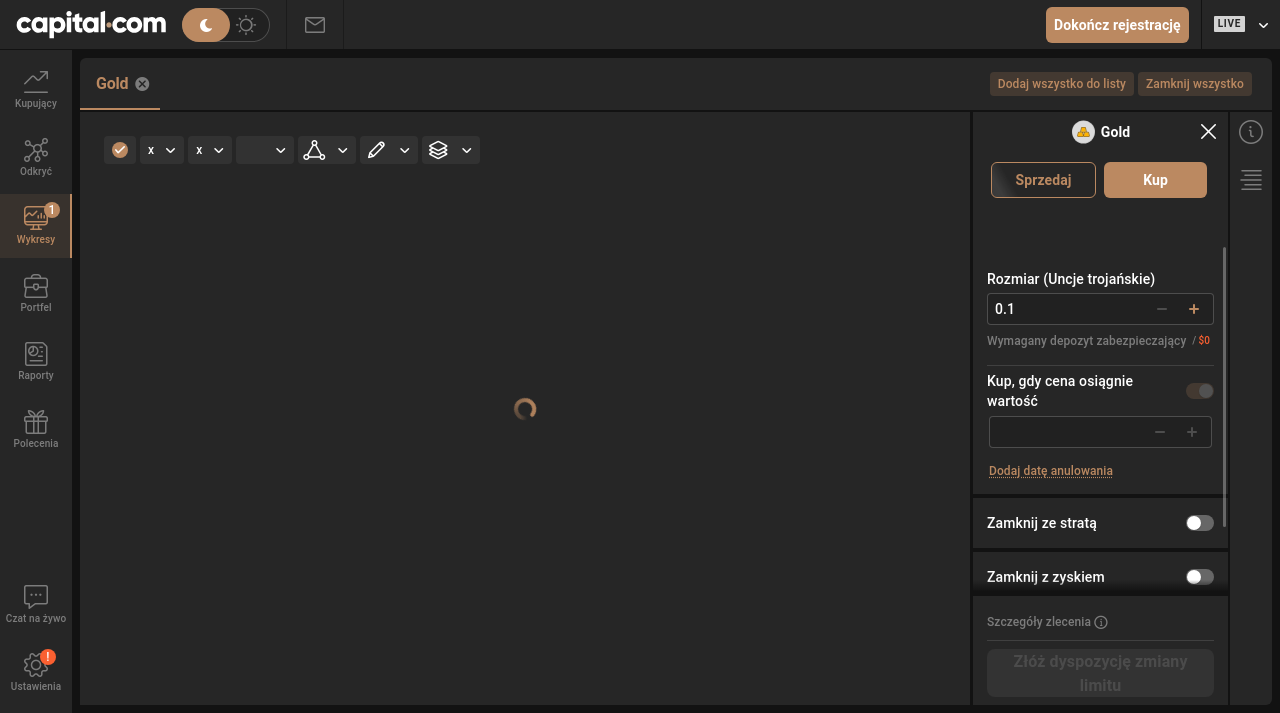 capital.com
Dokończ rejestrację
LIVE
Kupujący
Odkryć
1
Wykresy
Portfel
Raporty
Polecenia
Czat na żywo
!
Ustawienia
Gold
Dodaj wszystko do listy
Zamknij wszystko
x
x
Gold
Sprzedaj
Kup
Rozmiar (Uncje trojańskie)
0.1
Wymagany depozyt zabezpieczający / $0
Kup, gdy cena osiągnie
wartość
Dodaj datę anulowania
Zamknij ze stratą
Zamknij z zyskiem
Szczegóły zlecenia
Złóż dyspozycję zmiany
limitu